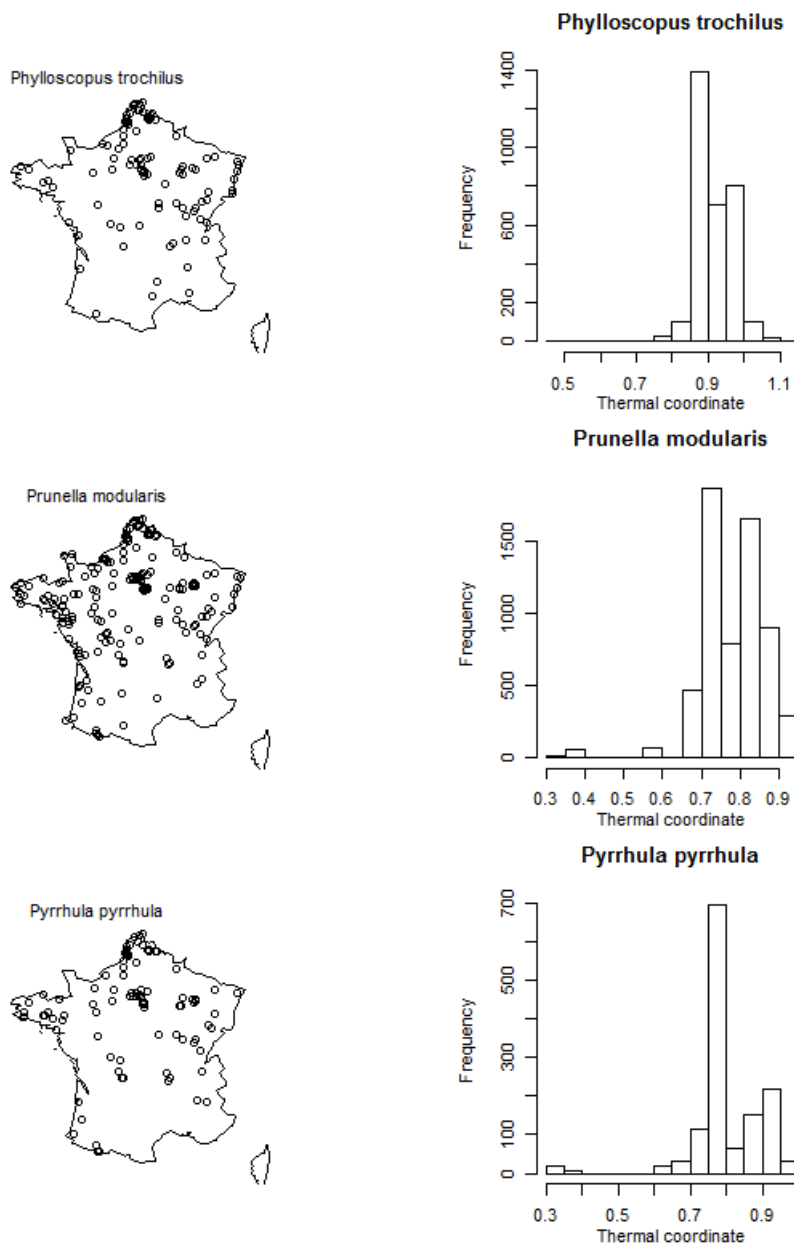 Phylloscopus trochilus
Phylloscopus trochilus
Frequency
1400
1000
600
200
0
0.5 0.7 0.9 1.1
Thermal coordinate
Prunella modularis
Prunella modularis
Frequency
1500
1000
500
0
0.3 0.4 0.5 0.6 0.7 0.8 0.9
Thermal coordinate
Pyrrhula pyrrhula
Pyrrhula pyrrhula
Frequency
700
500
300
100
0
0.3 0.5 0.7 0.9
Thermal coordinate